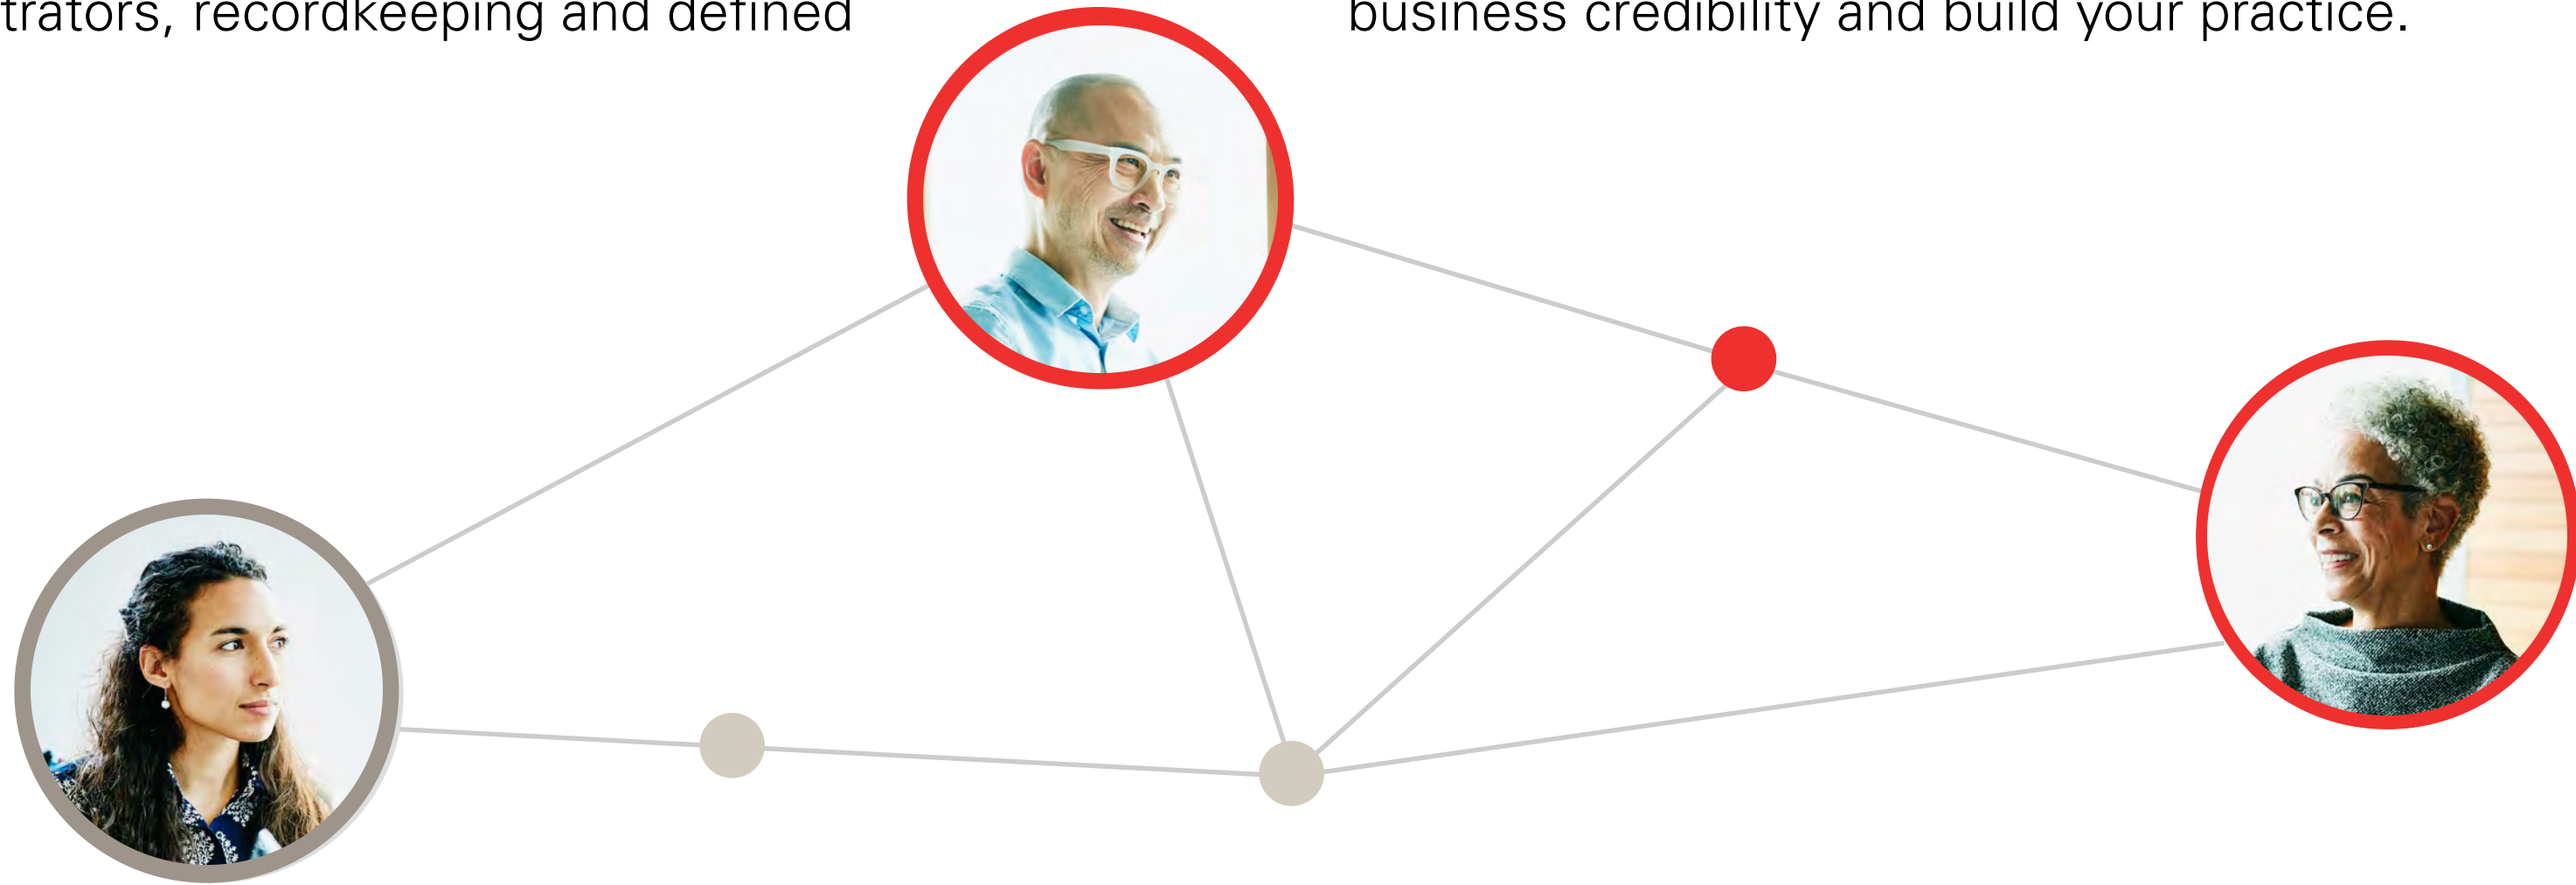 trators, recordkeeping and defined
business credibility and build your practice.